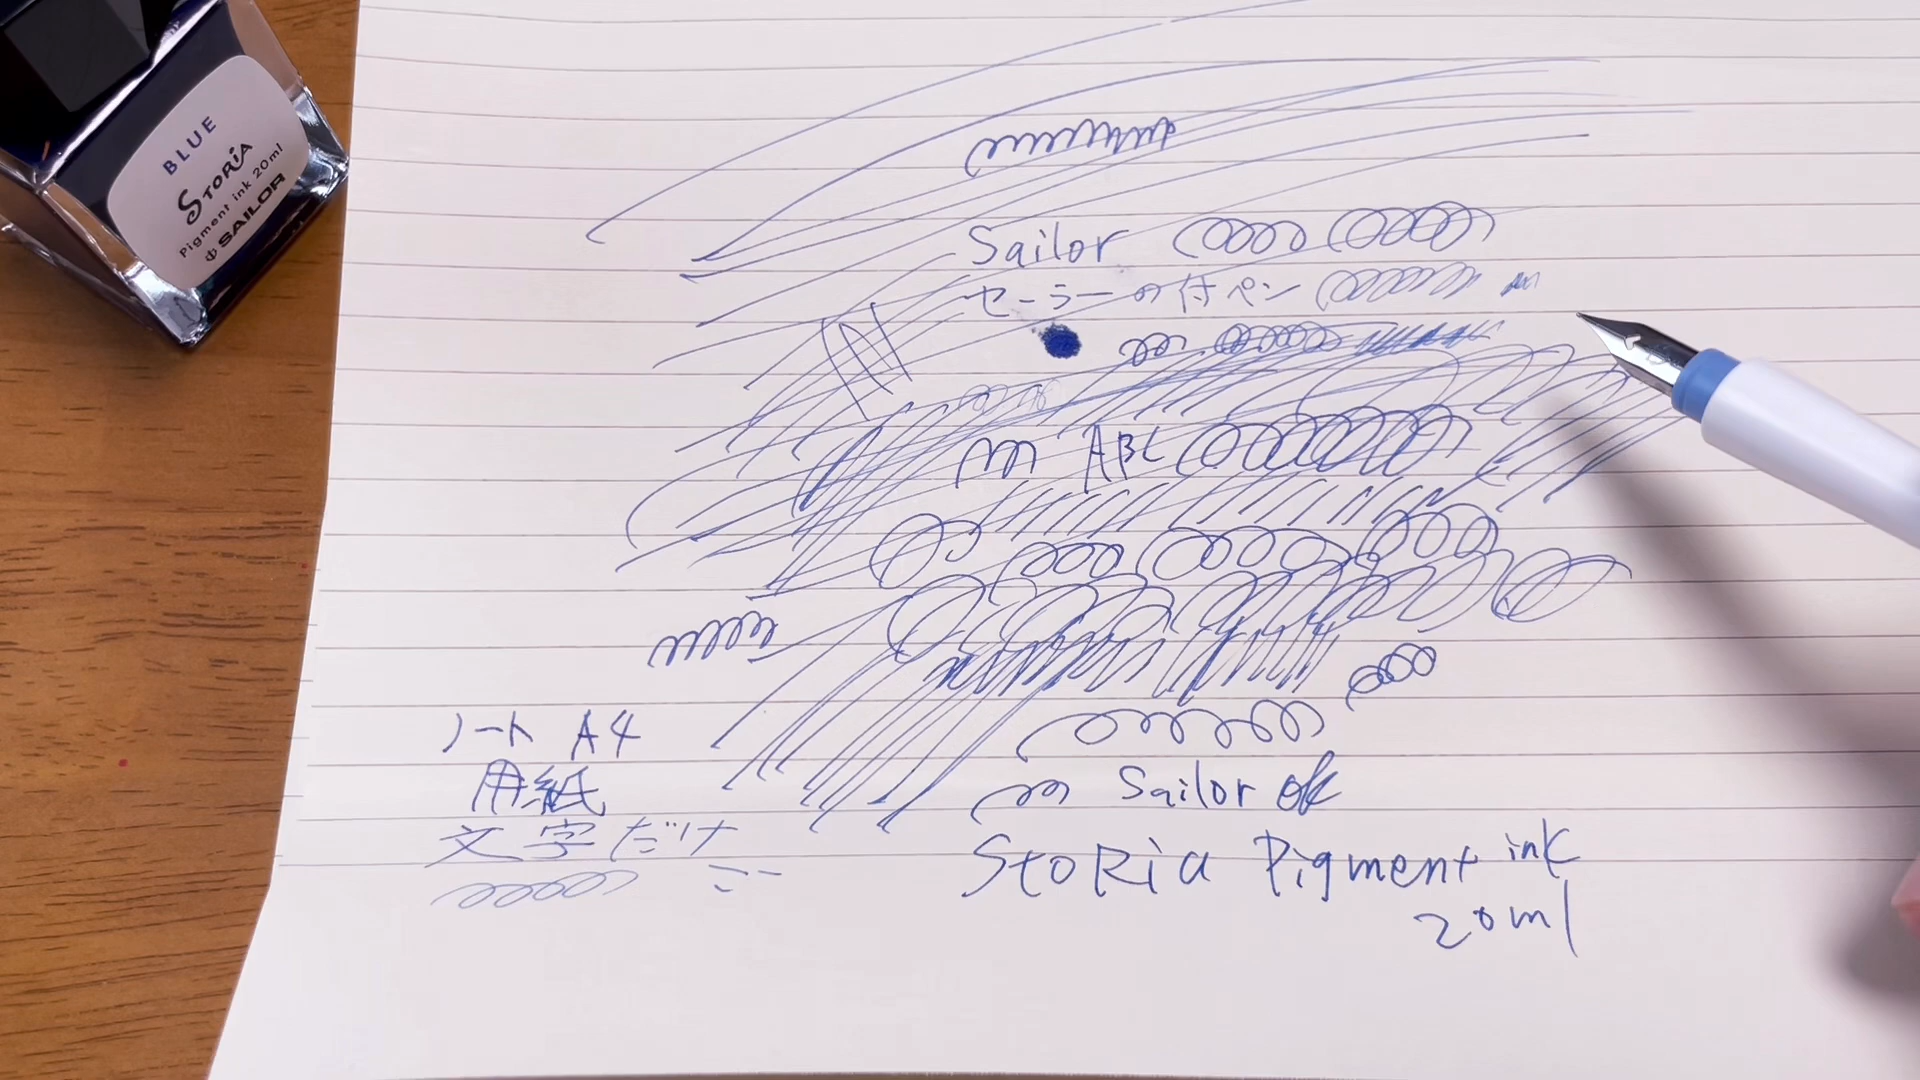 BLUE
STORiA
Pigment ink 20ml
SAILOR
Sailor
セーラーの付ペン
ABC
ノート A4
用紙
文字だけ
Sailor ok
StoRia Pigment ink
20ml